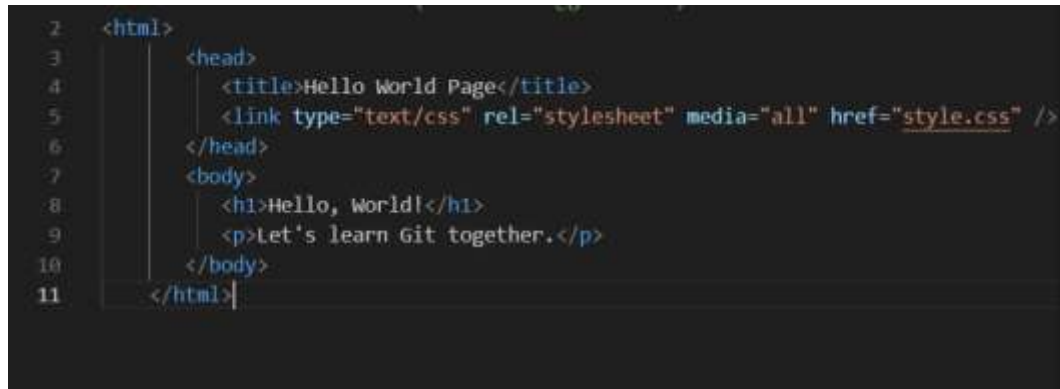 2 <html>
3 <head>
4 <title>Hello World Page</title>
5 <link type="text/css" rel="stylesheet" media="all" href="style.css" />
6 </head>
7 <body>
8 <h1>Hello, World!</h1>
9 <p>Let's learn Git together.</p>
10 </body>
11 </html>